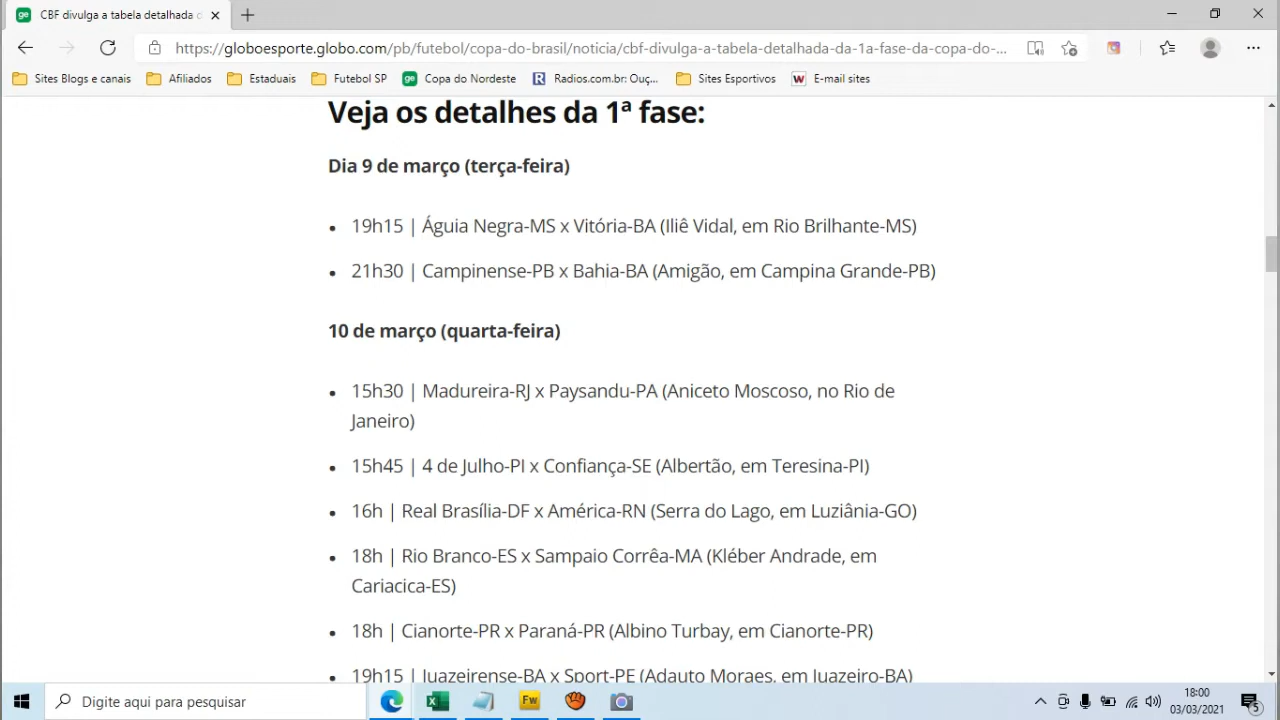 ge CBF divulga a tabela detalhada d
https://globoesporte.globo.com/pb/futebol/copa-do-brasil/noticia/cbf-divulga-a-tabela-detalhada-da-1a-fase-da-copa-do-...
Sites Blogs e canais Afiliados Estaduais Futebol SP ge Copa do Nordeste R Radios.com.br: Ouç... Sites Esportivos W E-mail sites
Veja os detalhes da 1ª fase:
Dia 9 de março (terça-feira)
• 19h15 | Águia Negra-MS x Vitória-BA (Iliê Vidal, em Rio Brilhante-MS)
• 21h30 | Campinense-PB x Bahia-BA (Amigão, em Campina Grande-PB)
10 de março (quarta-feira)
• 15h30 | Madureira-RJ x Paysandu-PA (Aniceto Moscoso, no Rio de
Janeiro)
• 15h45 | 4 de Julho-PI x Confiança-SE (Albertão, em Teresina-PI)
• 16h | Real Brasília-DF x América-RN (Serra do Lago, em Luziânia-GO)
• 18h | Rio Branco-ES x Sampaio Corrêa-MA (Kléber Andrade, em
Cariacica-ES)
• 18h | Cianorte-PR x Paraná-PR (Albino Turbay, em Cianorte-PR)
• 19h15 | Juazeirense-BA x Sport-PE (Adauto Moraes, em Juazeiro-BA)
Digite aqui para pesquisar
Fw
18:00
03/03/2021
5